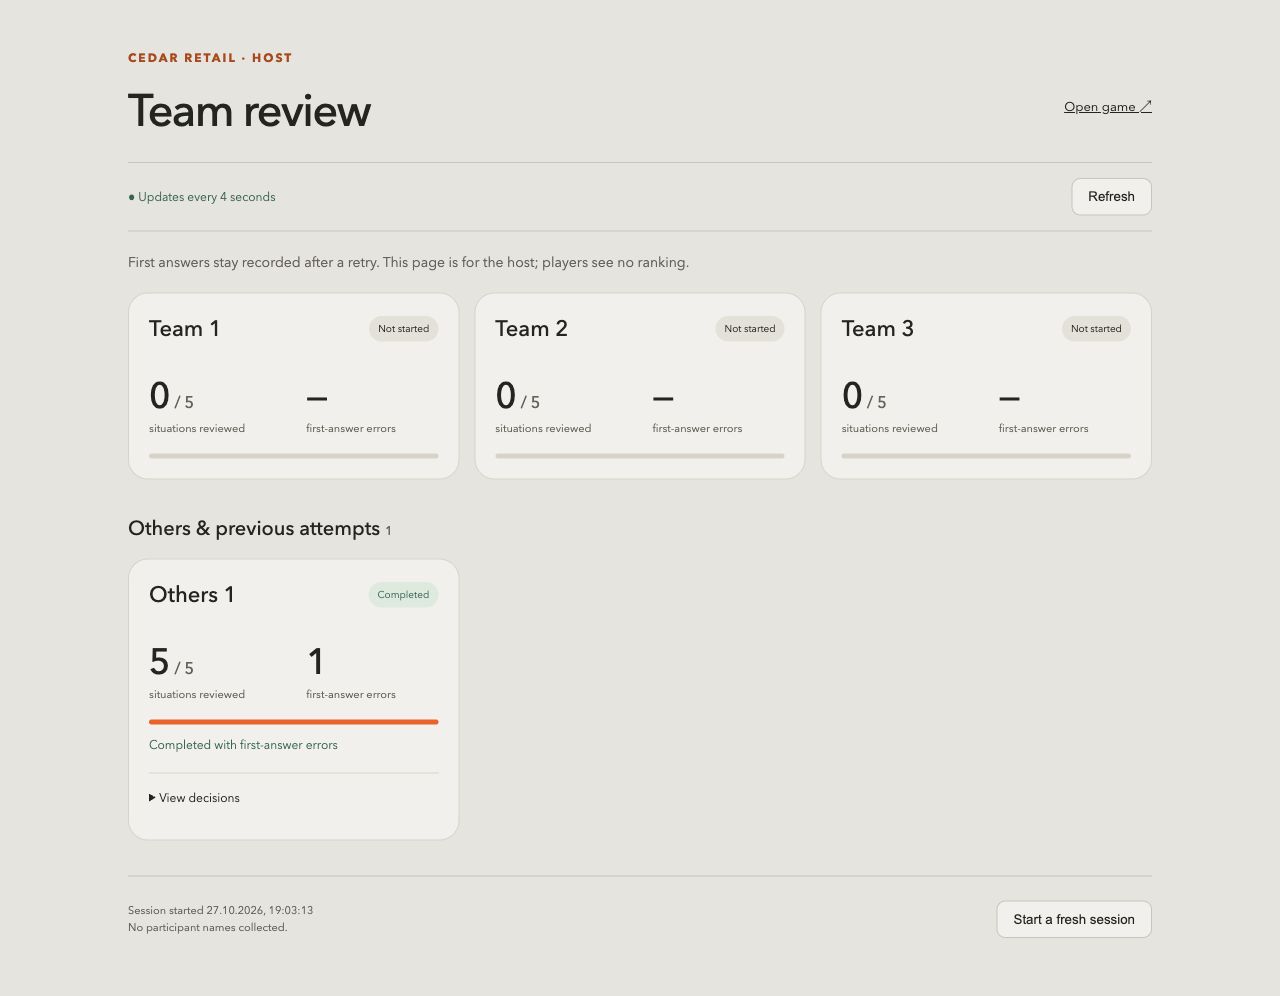 CEDAR RETAIL · HOST
Team review
Open game ↗
● Updates every 4 seconds
Refresh
First answers stay recorded after a retry. This page is for the host; players see no ranking.
Team 1
Not started
0 / 5
–
situations reviewed
first-answer errors
Team 2
Not started
0 / 5
–
situations reviewed
first-answer errors
Team 3
Not started
0 / 5
–
situations reviewed
first-answer errors
Others & previous attempts 1
Others 1
Completed
5 / 5
1
situations reviewed
first-answer errors
Completed with first-answer errors
▶ View decisions
Session started 27.10.2026, 19:03:13
No participant names collected.
Start a fresh session